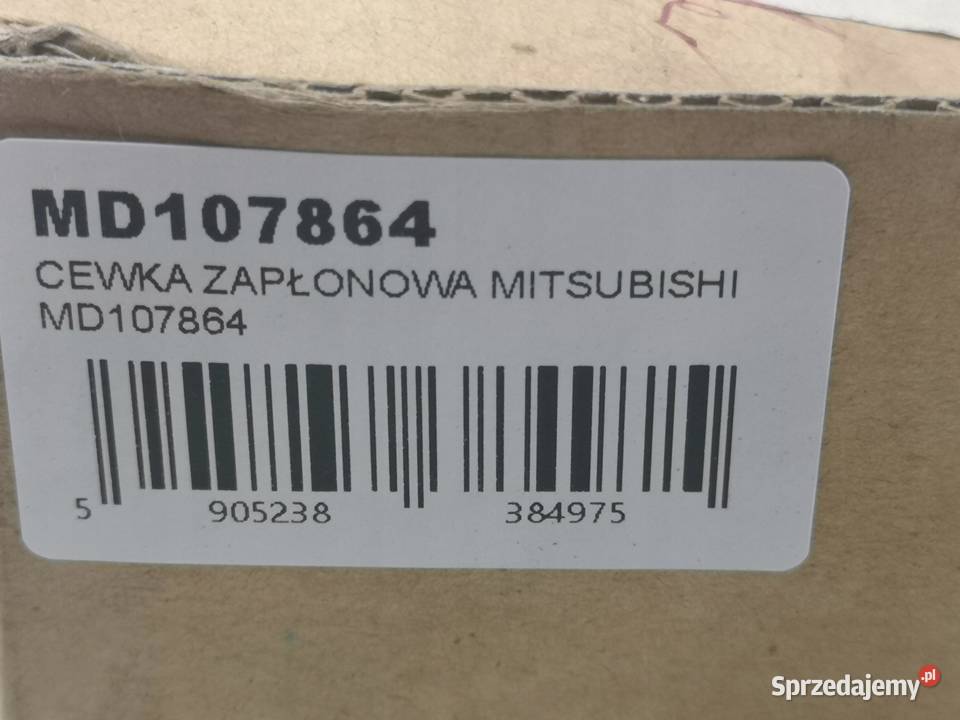 MD107864
CEWKA ZAPŁONOWA MITSUBISHI
MD107864
5 905238 384975
Sprzedajemy.pl